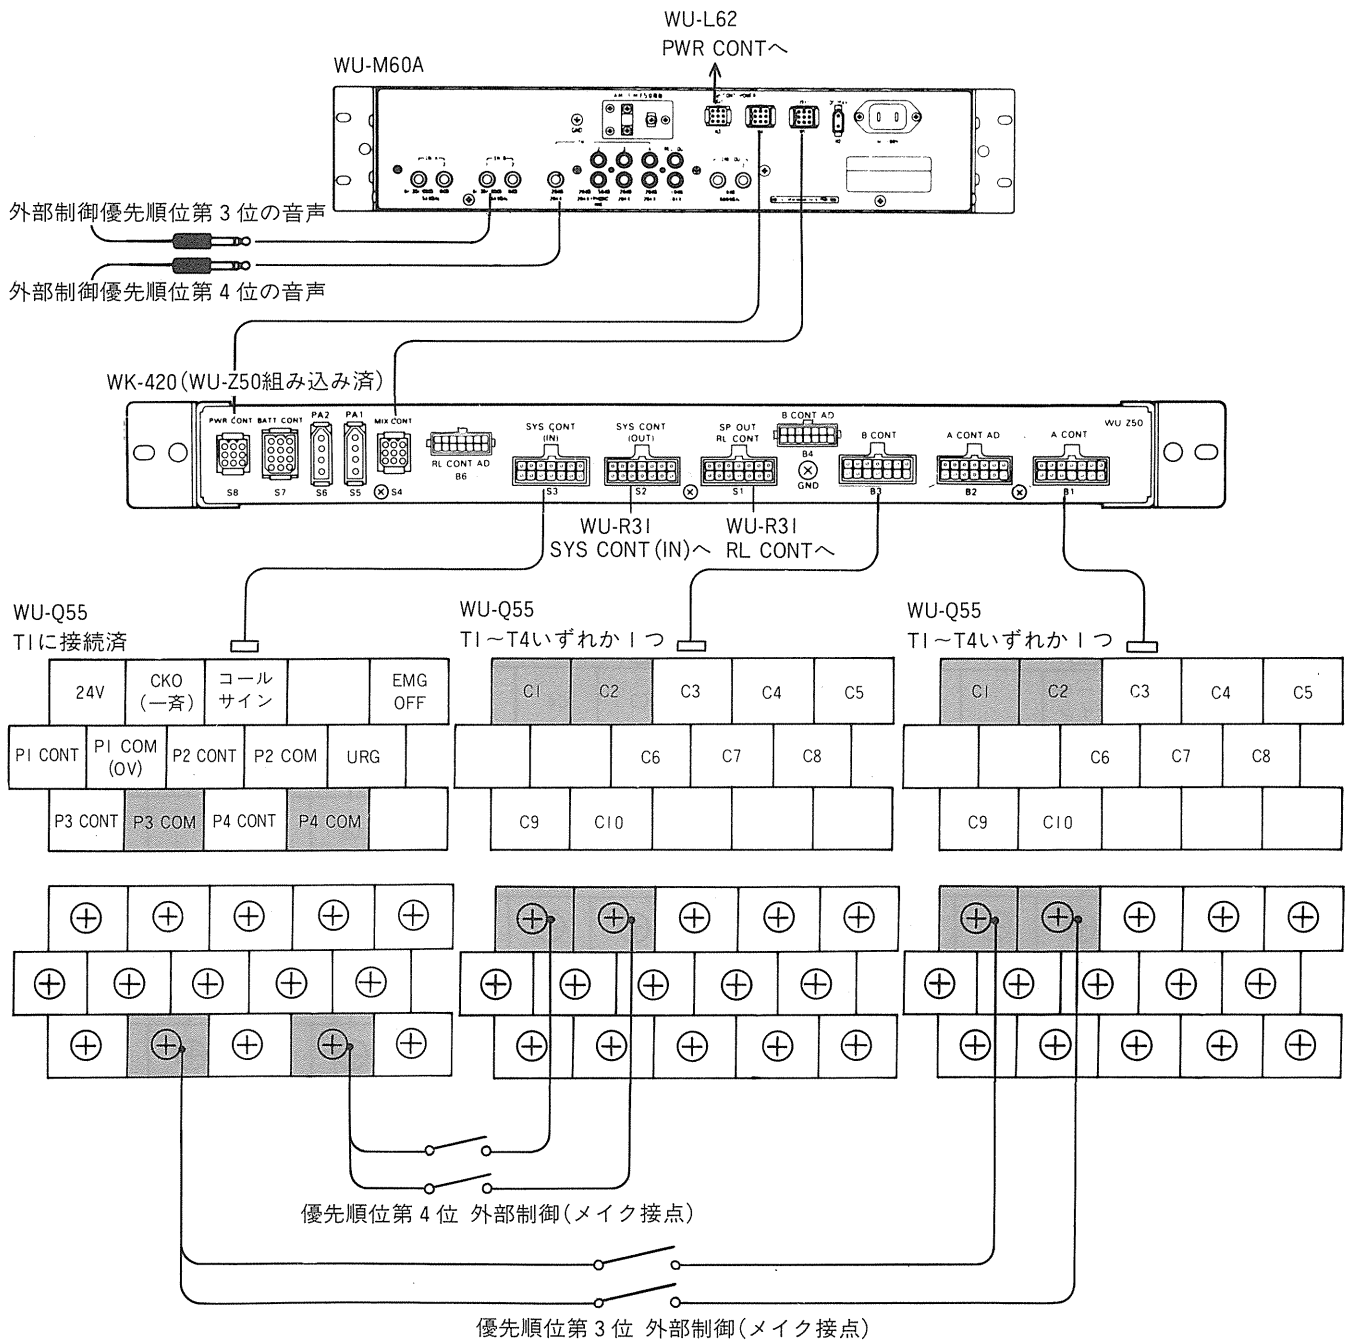 WU-L62
PWR CONTへ
WU-M60A
GND
IN A
IN B
外部制御優先順位第3位の音声
外部制御優先順位第4位の音声
WK-420(WU-Z50組み込み済)
PWR CONT
BATT CONT
PA2
PA1
MIX CONT
RL CONT AD
B6
SYS CONT
(IN)
SYS CONT
(OUT)
SP OUT
RL CONT
B CONT AD
B4
GND
B CONT
A CONT AD
A CONT
WU Z50
S8
S7
S6
S5
S4
S3
S2
S1
B3
B2
B1
WU-R31
SYS CONT(IN)へ
WU-R31
RL CONTへ
WU-Q55
T1に接続済
24V
CKO
(一斉)
コール
サイン
EMG
OFF
P1 CONT
P1 COM
(0V)
P2 CONT
P2 COM
URG
P3 CONT
P3 COM
P4 CONT
P4 COM
WU-Q55
T1～T4いずれか1つ
C1
C2
C3
C4
C5
C6
C7
C8
C9
C10
WU-Q55
T1～T4いずれか1つ
C1
C2
C3
C4
C5
C6
C7
C8
C9
C10
優先順位第4位 外部制御(メイク接点)
優先順位第3位 外部制御(メイク接点)